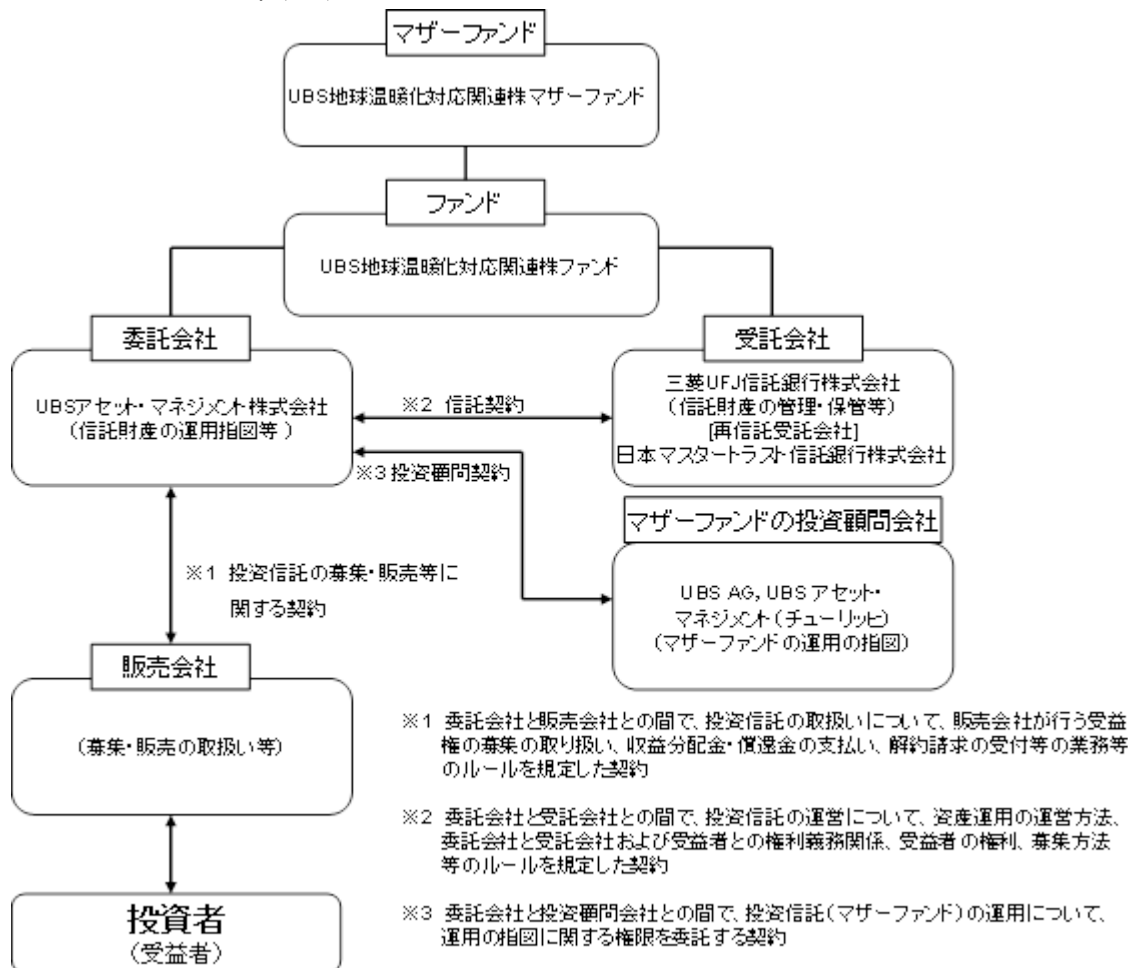 マザーファンド
UBS地球温暖化対応関連株マザーファンド
ファンド
UBS地球温暖化対応関連株ファンド
委託会社
UBSアセット・マネジメント株式会社
(信託財産の運用指図等)
受託会社
三菱UFJ信託銀行株式会社
(信託財産の管理・保管等)
[再信託受託会社]
日本マスタートラスト信託銀行株式会社
※2 信託契約
※3投資顧問契約
マザーファンドの投資顧問会社
UBS AG, UBS アセット・
マネジメント(チューリッヒ)
(マザーファンドの運用の指図)
※1 投資信託の募集・販売等に
関する契約
販売会社
(募集・販売の取扱い等)
投資者
(受益者)
※1 委託会社と販売会社との間で、投資信託の取扱いについて、販売会社が行う受益
権の募集の取り扱い、収益分配金・償還金の支払い、解約請求の受付等の業務等
のルールを規定した契約
※2 委託会社と受託会社との間で、投資信託の運営について、資産運用の運営方法、
委託会社と受託会社および受益者との権利義務関係、受益者の権利、募集方法
等のルールを規定した契約
※3 委託会社と投資顧問会社との間で、投資信託(マザーファンド)の運用について、
運用の指図に関する権限を委託する契約